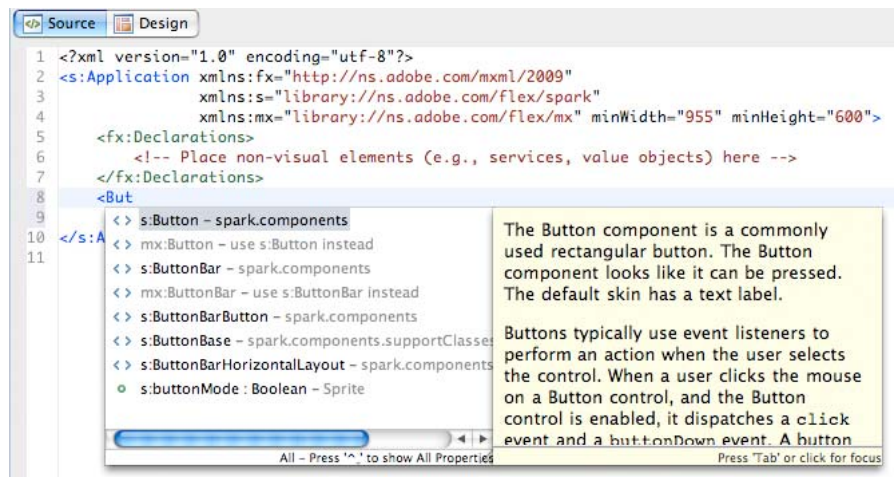 Source Design
1 <?xml version="1.0" encoding="utf-8"?>
2 <s:Application xmlns:fx="http://ns.adobe.com/mxml/2009"
3 xmlns:s="library://ns.adobe.com/flex/spark"
4 xmlns:mx="library://ns.adobe.com/flex/mx" minWidth="955" minHeight="600">
5 <fx:Declarations>
6 <!-- Place non-visual elements (e.g., services, value objects) here -->
7 </fx:Declarations>
8 <But
9
10 </s:A
11
s:Button – spark.components
mx:Button – use s:Button instead
s:ButtonBar – spark.components
mx:ButtonBar – use s:ButtonBar instead
s:ButtonBarButton – spark.components
s:ButtonBase – spark.components.supportClasses
s:ButtonBarHorizontalLayout – spark.components
s:buttonMode : Boolean – Sprite
All – Press '^.' to show All Properties
The Button component is a commonly
used rectangular button. The Button
component looks like it can be pressed.
The default skin has a text label.
Buttons typically use event listeners to
perform an action when the user selects
the control. When a user clicks the mouse
on a Button control, and the Button
control is enabled, it dispatches a click
event and a buttonDown event. A button
Press 'Tab' or click for focus